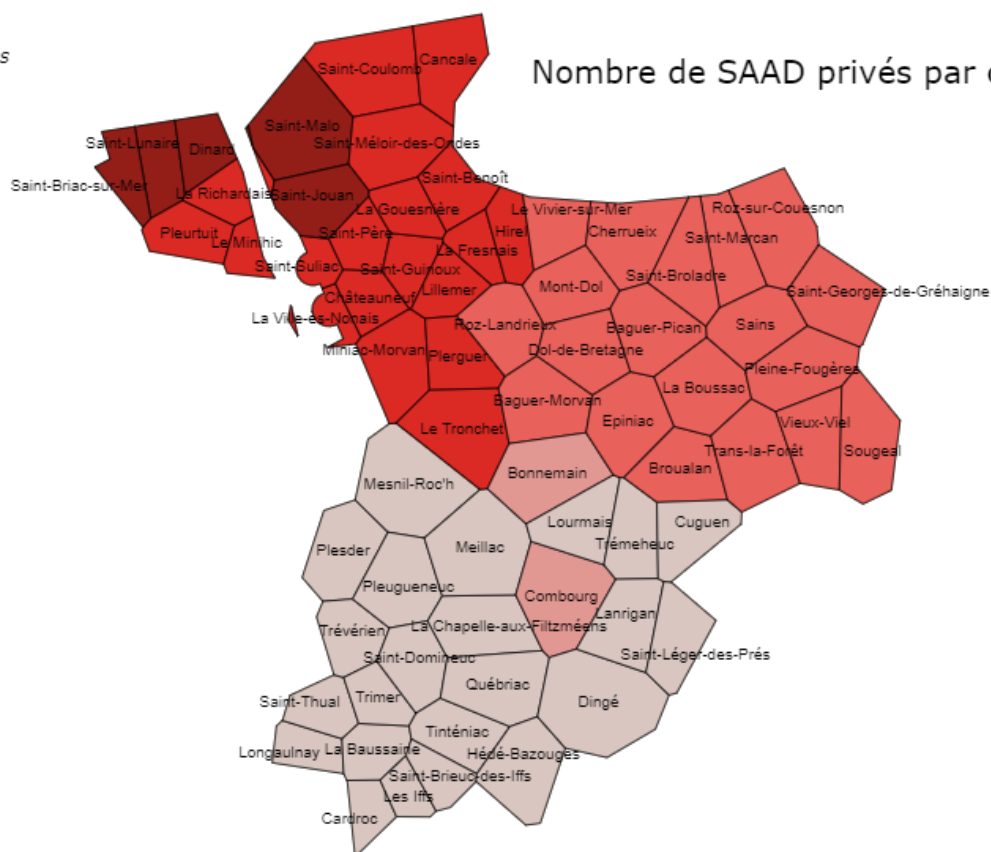 s
Nombre de SAAD privés par c
Saint-Coulomb
Cancale
Saint-Malo
Saint-Méloir-des-Ondes
Saint-Lunaire
Dinard
Saint-Briac-sur-Mer
La Richardais
Saint-Jouan
Saint-Benoît
La Gouesnière
Le Vivier-sur-Mer
Roz-sur-Couesnon
Pleurtuit
Le Minihic
Saint-Père
Hirel
Cherrueix
Saint-Marcan
La Fresnais
Saint-Suliac
Saint-Guinoux
Saint-Broladre
Mont-Dol
Lillemer
Saint-Georges-de-Gréhaigne
Châteauneuf
La Ville-ès-Nonais
Roz-Landrieux
Baguer-Pican
Sains
Miniac-Morvan
Plerguer
Dol-de-Bretagne
Pleine-Fougères
La Boussac
Baguer-Morvan
Le Tronchet
Epiniac
Vieux-Viel
Trans-la-Forêt
Sougeal
Broualan
Bonnemain
Mesnil-Roc'h
Lourmais
Cuguen
Trémeheuc
Plesder
Meillac
Pleugueneuc
Combourg
Lanrigan
La Chapelle-aux-Filtzméens
Trévérien
Saint-Domineuc
Saint-Léger-des-Prés
Québriac
Trimer
Saint-Thual
Dingé
Tinténiac
Longaulnay
La Baussaine
Hédé-Bazouges
Saint-Brieuc-des-Iffs
Les Iffs
Cardroc